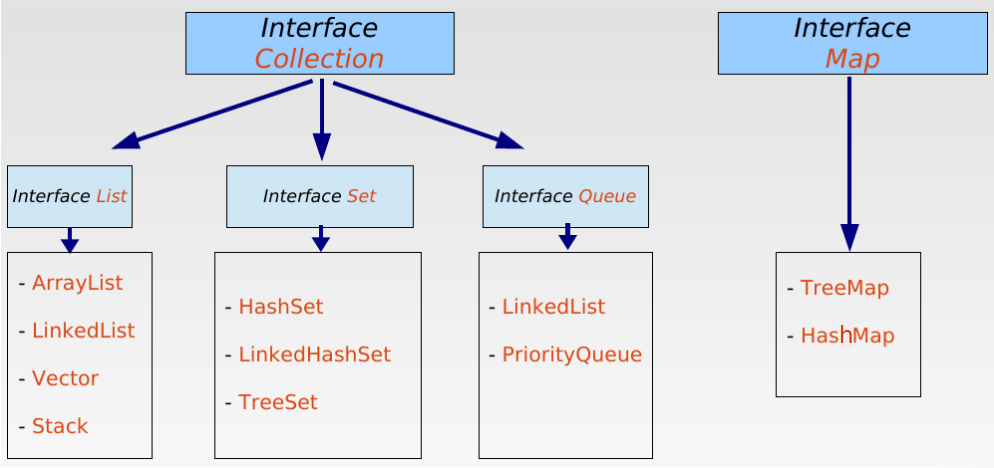 Interface
Collection
Interface
Map
Interface List
Interface Set
Interface Queue
- ArrayList
- LinkedList
- Vector
- Stack
- HashSet
- LinkedHashSet
- TreeSet
- LinkedList
- PriorityQueue
- TreeMap
- HashMap